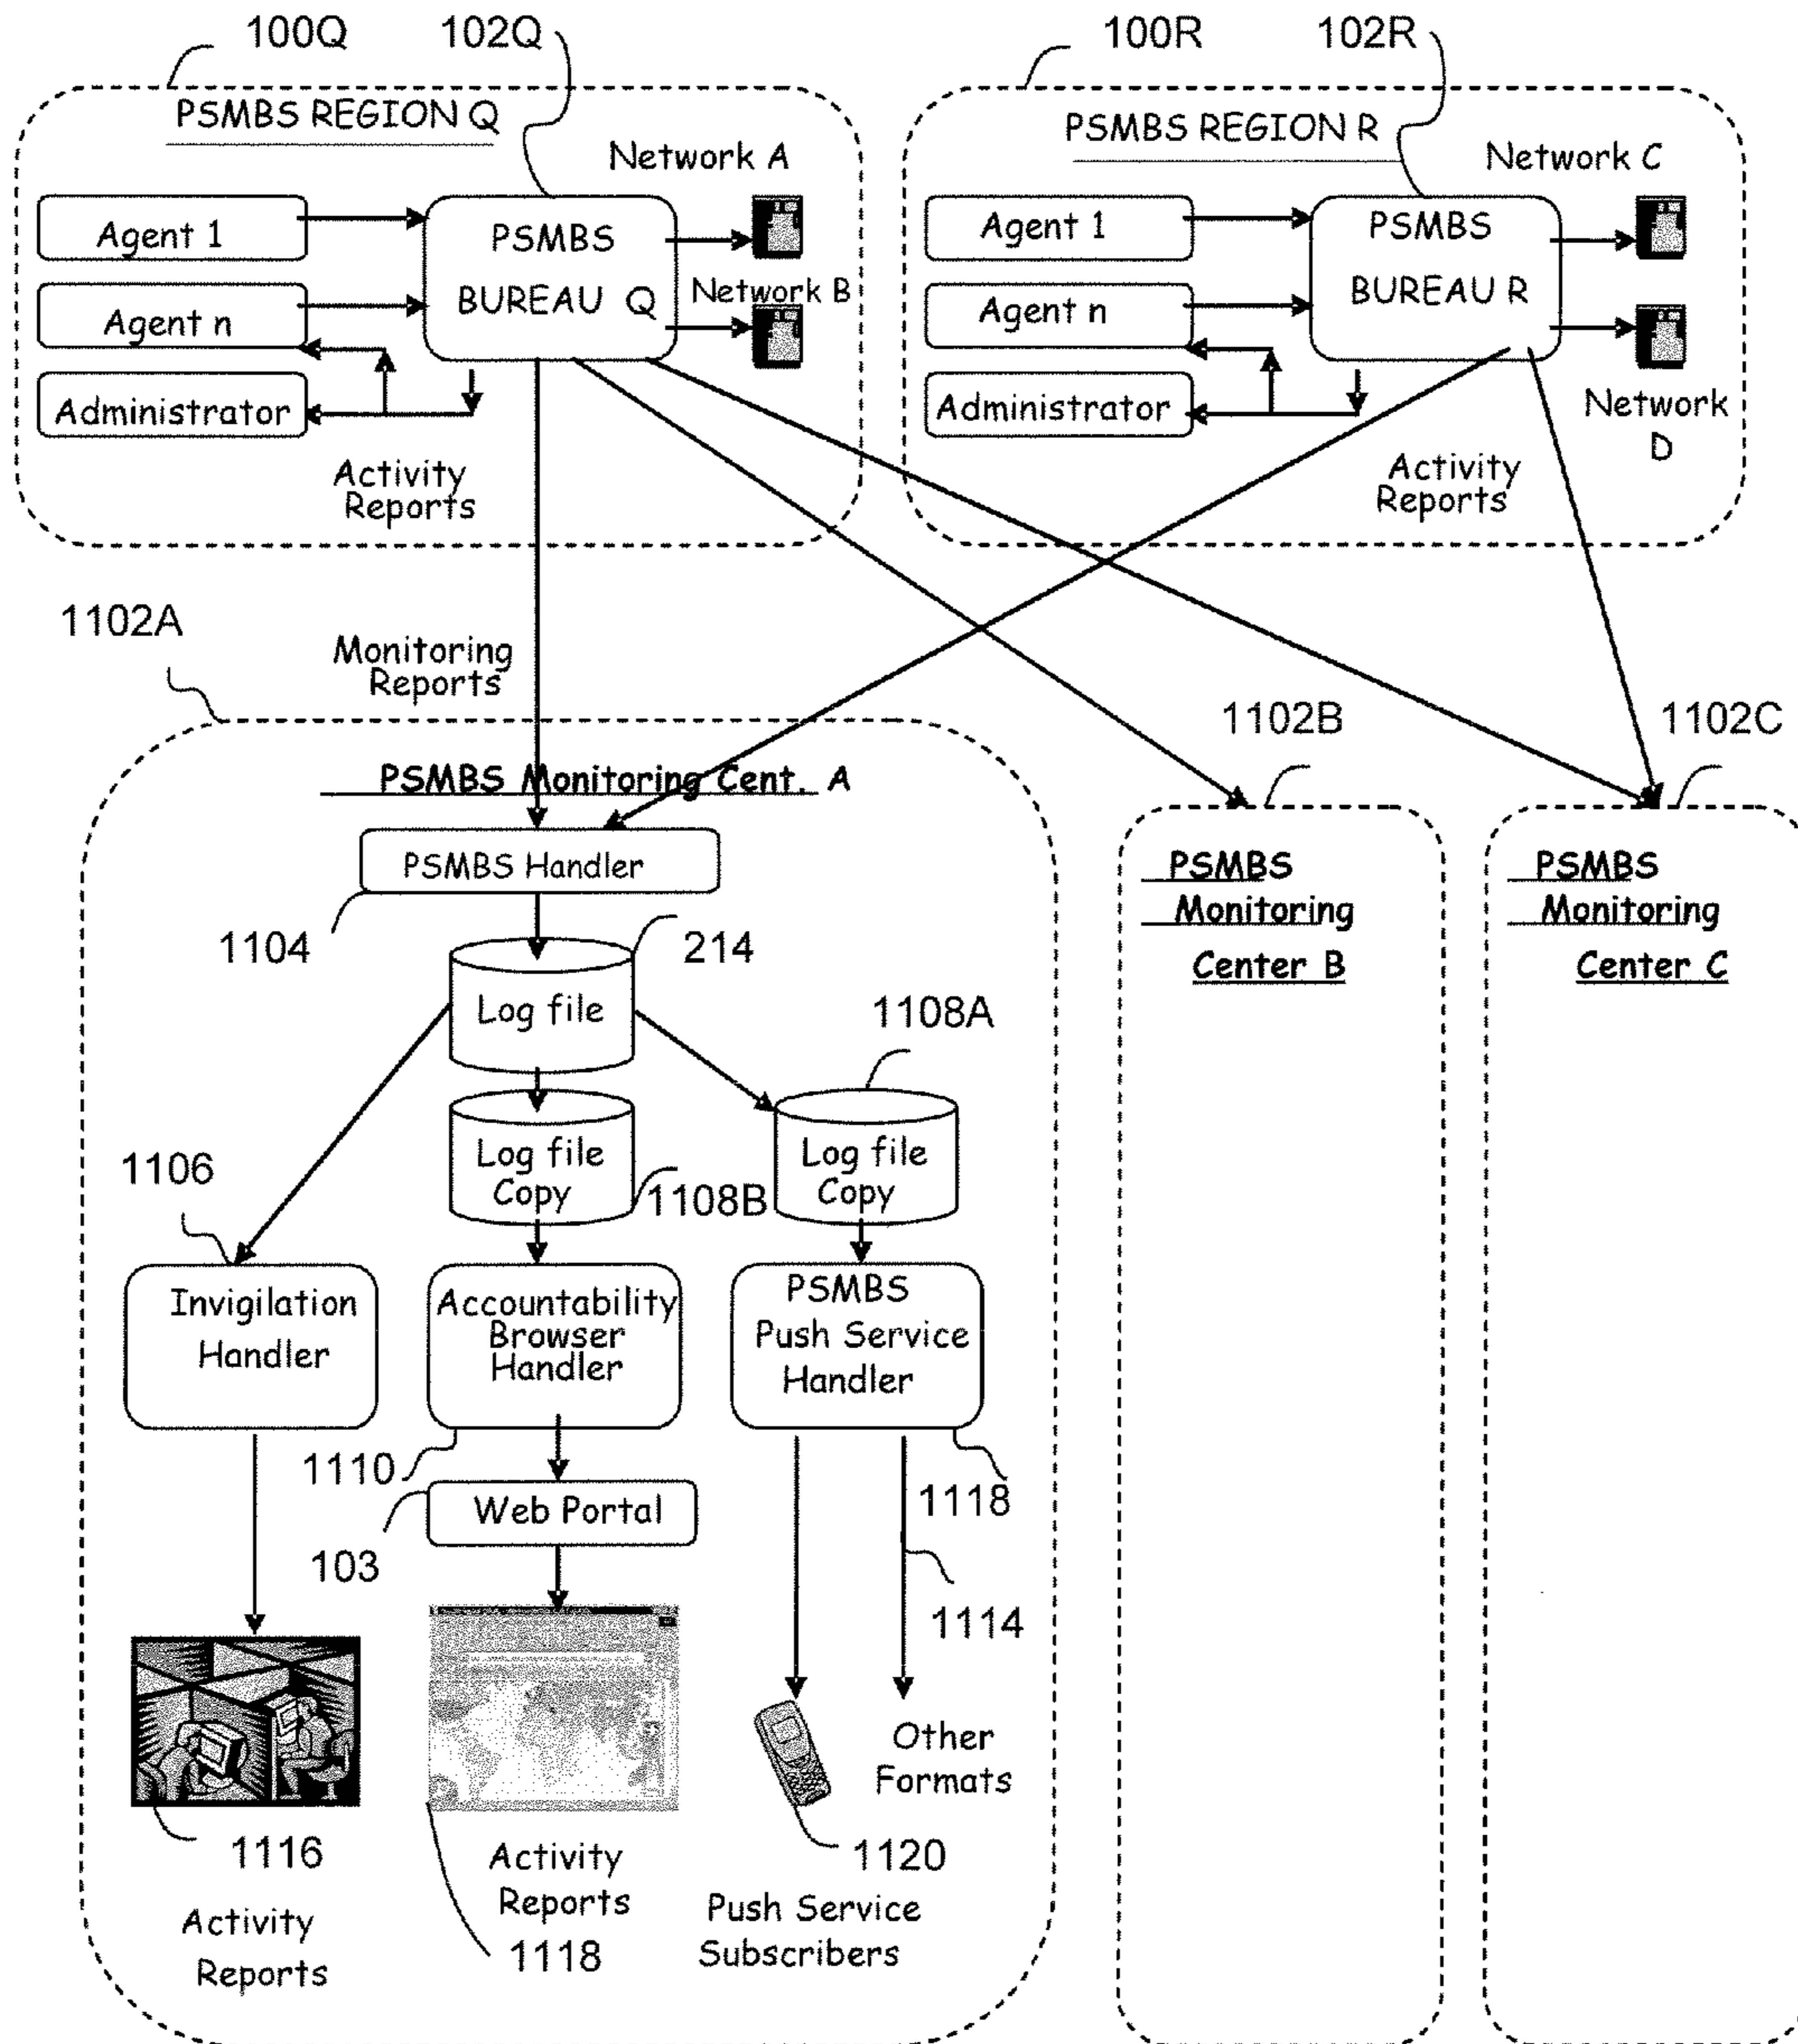 100Q
102Q
100R
102R
PSMBS REGION Q
Network A
Agent 1
PSMBS
BUREAU Q
Network B
Agent n
Administrator
Activity
Reports
PSMBS REGION R
Network C
Agent 1
PSMBS
BUREAU R
Agent n
Administrator
Network
D
Activity
Reports
1102A
Monitoring
Reports
1102B
1102C
PSMBS Monitoring Cent. A
PSMBS Handler
1104
214
Log file
1108A
Log file
Copy
1108B
Log file
Copy
1106
Invigilation
Handler
Accountability
Browser
Handler
PSMBS
Push Service
Handler
1110
1118
Web Portal
103
1114
Other
Formats
1116
Activity
Reports
Activity
Reports
1118
1120
Push Service
Subscribers
PSMBS
Monitoring
Center B
PSMBS
Monitoring
Center C